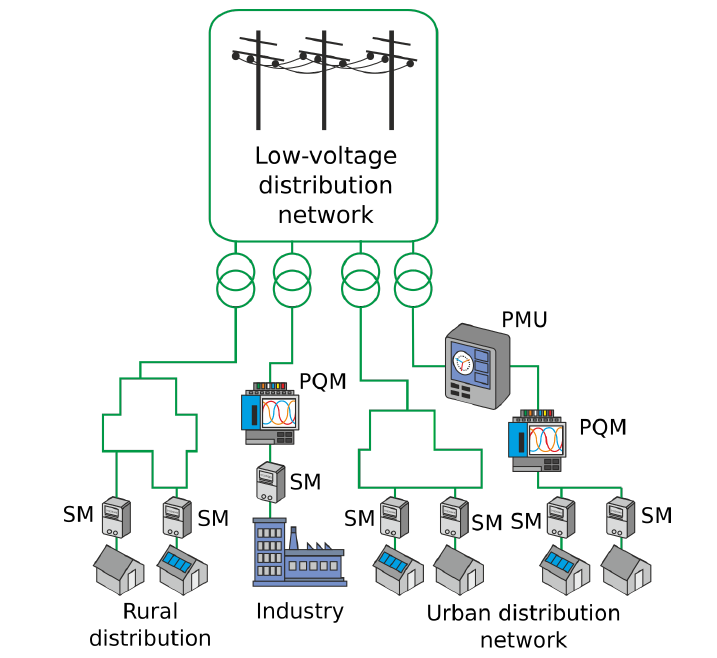 Low-voltage
distribution
network
PMU
PQM
PQM
SM
SM
SM
SM
SM
SM
SM
Rural
distribution
Industry
Urban distribution
network